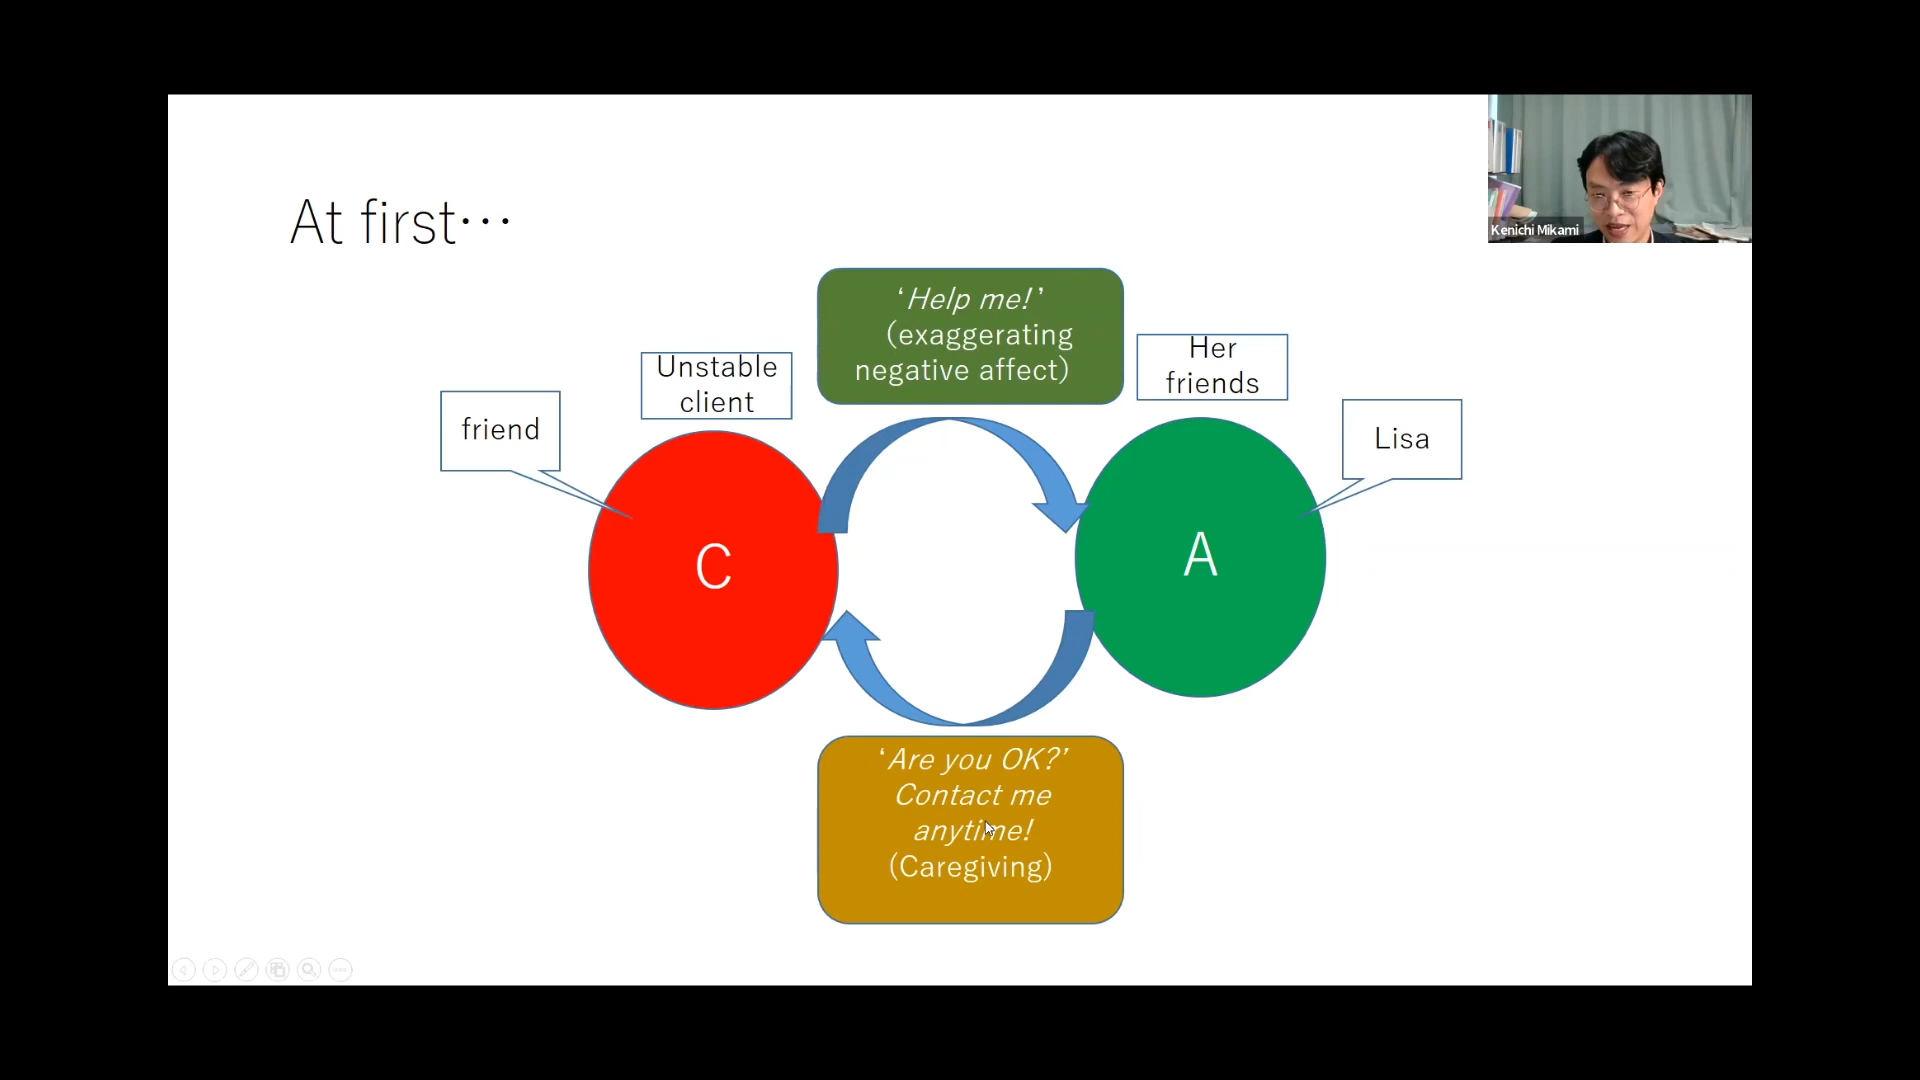 Kenichi Mikami
At first…
‘Help me!’
(exaggerating
negative affect)
Her
friends
Unstable
client
friend
Lisa
C
A
‘Are you OK?’
Contact me
anytime!
(Caregiving)